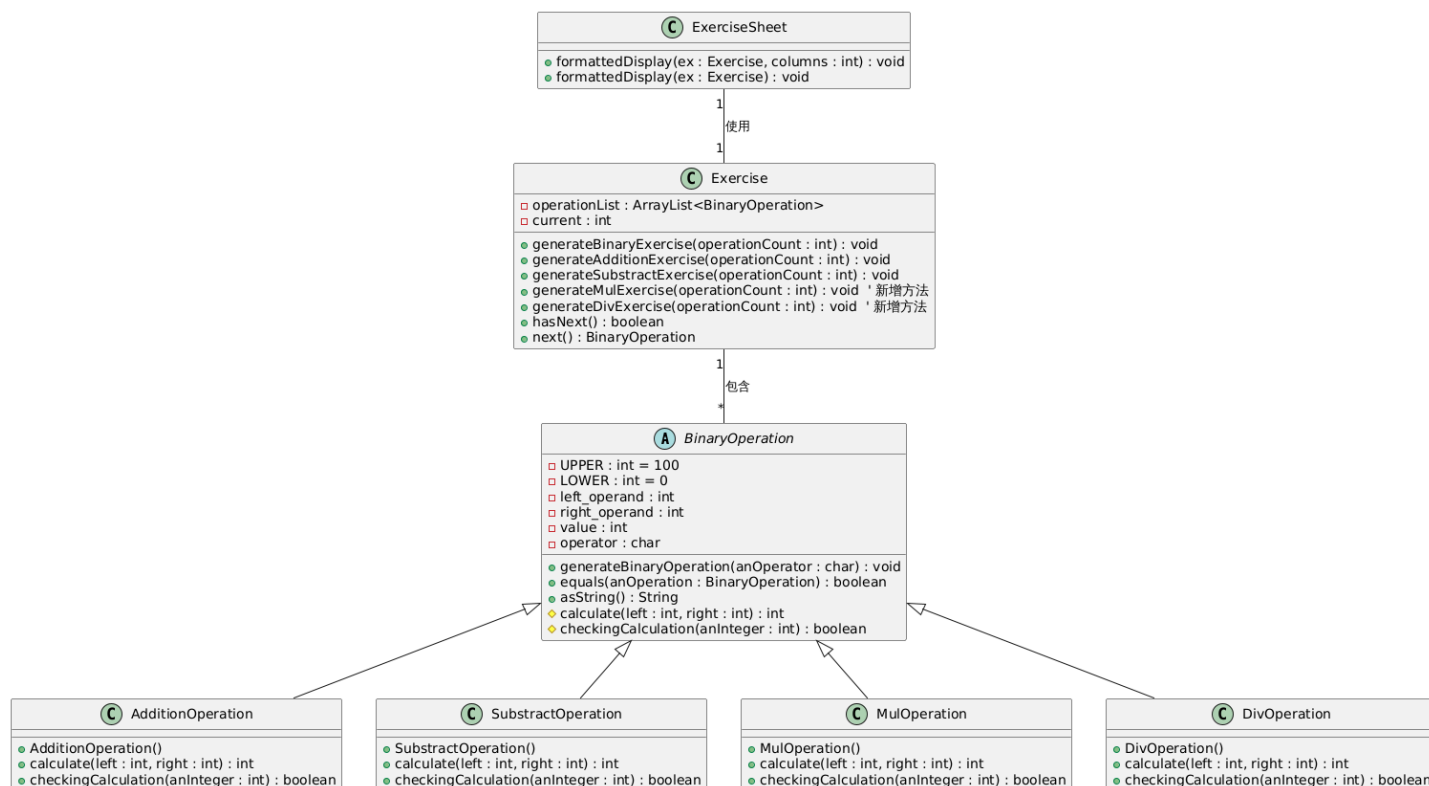 C ExerciseSheet
formattedDisplay(ex : Exercise, columns : int) : void
formattedDisplay(ex : Exercise) : void
1
使用
1
C Exercise
operationList : ArrayList<BinaryOperation>
current : int
generateBinaryExercise(operationCount : int) : void
generateAdditionExercise(operationCount : int) : void
generateSubstractExercise(operationCount : int) : void
generateMulExercise(operationCount : int) : void ' 新增方法
generateDivExercise(operationCount : int) : void ' 新增方法
hasNext() : boolean
next() : BinaryOperation
1
包含
*
A BinaryOperation
UPPER : int = 100
LOWER : int = 0
left_operand : int
right_operand : int
value : int
operator : char
generateBinaryOperation(anOperator : char) : void
equals(anOperation : BinaryOperation) : boolean
asString() : String
calculate(left : int, right : int) : int
checkingCalculation(anInteger : int) : boolean
C AdditionOperation
AdditionOperation()
calculate(left : int, right : int) : int
checkingCalculation(anInteger : int) : boolean
C SubstractOperation
SubstractOperation()
calculate(left : int, right : int) : int
checkingCalculation(anInteger : int) : boolean
C MulOperation
MulOperation()
calculate(left : int, right : int) : int
checkingCalculation(anInteger : int) : boolean
C DivOperation
DivOperation()
calculate(left : int, right : int) : int
checkingCalculation(anInteger : int) : boolean